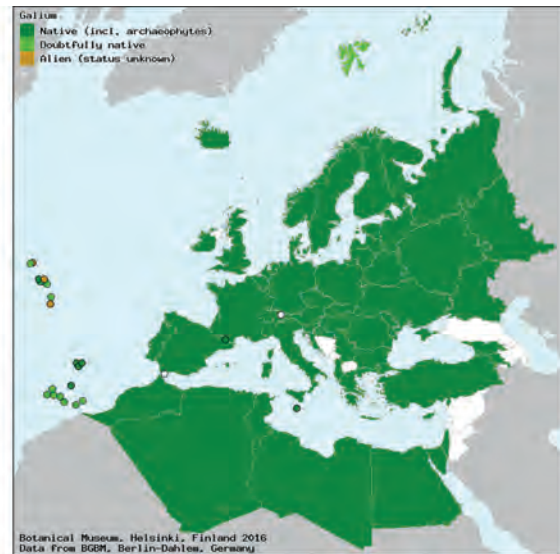 Galium
Native (incl. archaeophytes)
Doubtfully native
Alien (status unknown)
Botanical Museum, Helsinki, Finland 2016
Data from BGBM, Berlin-Dahlem, Germany